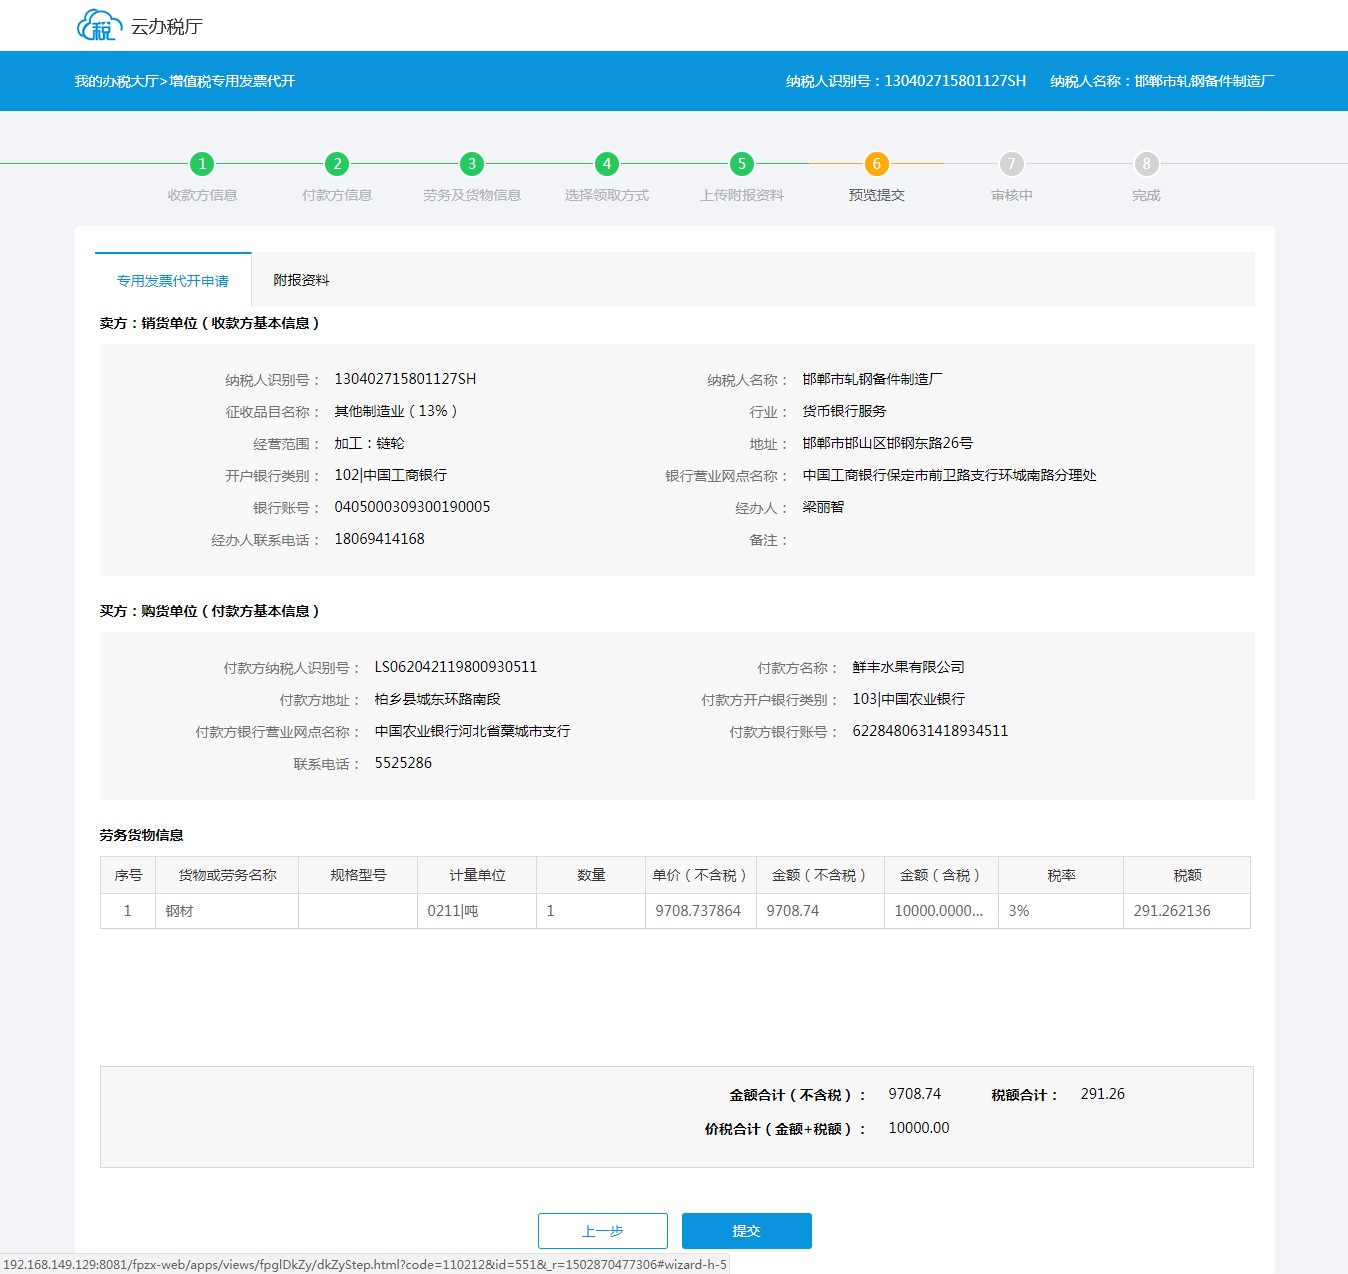 税 云办税厅
我的办税大厅>增值税专用发票代开 纳税人识别号：130402715801127SH 纳税人名称：邯郸市轧钢备件制造厂
1 2 3 4 5 6 7 8
收款方信息 付款方信息 劳务及货物信息 选择领取方式 上传附报资料 预览提交 审核中 完成
专用发票代开申请 附报资料
卖方：销货单位（收款方基本信息）
纳税人识别号： 130402715801127SH 纳税人名称： 邯郸市轧钢备件制造厂
征收品目名称： 其他制造业（13%） 行业： 货币银行服务
经营范围： 加工：链轮 地址： 邯郸市邯山区邯钢东路26号
开户银行类别： 102|中国工商银行 银行营业网点名称： 中国工商银行保定市前卫路支行环城南路分理处
银行账号： 0405000309300190005 经办人： 梁丽智
经办人联系电话： 18069414168 备注：
买方：购货单位（付款方基本信息）
付款方纳税人识别号： LS062042119800930511 付款方名称： 鲜丰水果有限公司
付款方地址： 柏乡县城东环路南段 付款方开户银行类别： 103|中国农业银行
付款方银行营业网点名称： 中国农业银行河北省藁城市支行 付款方银行账号： 6228480631418934511
联系电话： 5525286
劳务货物信息
序号 货物或劳务名称 规格型号 计量单位 数量 单价（不含税） 金额（不含税） 金额（含税） 税率 税额
1 钢材 0211|吨 1 9708.737864 9708.74 10000.0000... 3% 291.262136
金额合计（不含税）： 9708.74 税额合计： 291.26
价税合计（金额+税额）： 10000.00
上一步 提交
192.168.149.129:8081/fpzx-web/apps/views/fpglDkZy/dkZyStep.html?code=110212&id=551&_r=1502870477306#wizard-h-5